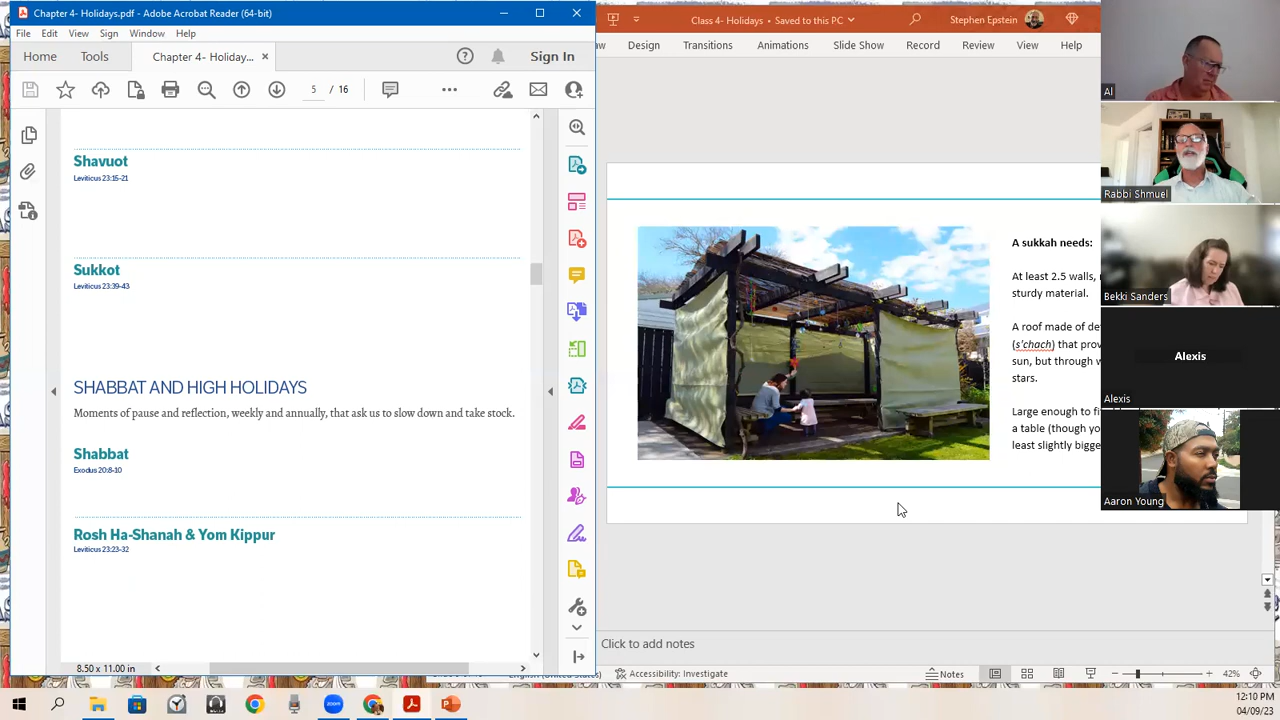 Chapter 4- Holidays.pdf - Adobe Acrobat Reader (64-bit)
File Edit View Sign Window Help
Home Tools Chapter 4- Holiday... Sign In
5 / 16
Shavuot
Leviticus 23:15-21
Sukkot
Leviticus 23:39-43
SHABBAT AND HIGH HOLIDAYS
Moments of pause and reflection, weekly and annually, that ask us to slow down and take stock.
Shabbat
Exodus 20:8-10
Rosh Ha-Shanah & Yom Kippur
Leviticus 23:23-32
8.50 x 11.00 in
Class 4- Holidays • Saved to this PC
Stephen Epstein
aw Design Transitions Animations Slide Show Record Review View Help
A sukkah needs:
At least 2.5 walls,
sturdy material.
A roof made of de
(s'chach) that prov
sun, but through w
stars.
Large enough to fi
a table (though yo
least slightly bigge
Click to add notes
Accessibility: Investigate
Notes
42%
Al
Rabbi Shmuel
Bekki Sanders
Alexis
Alexis
Aaron Young
12:10 PM
04/09/23